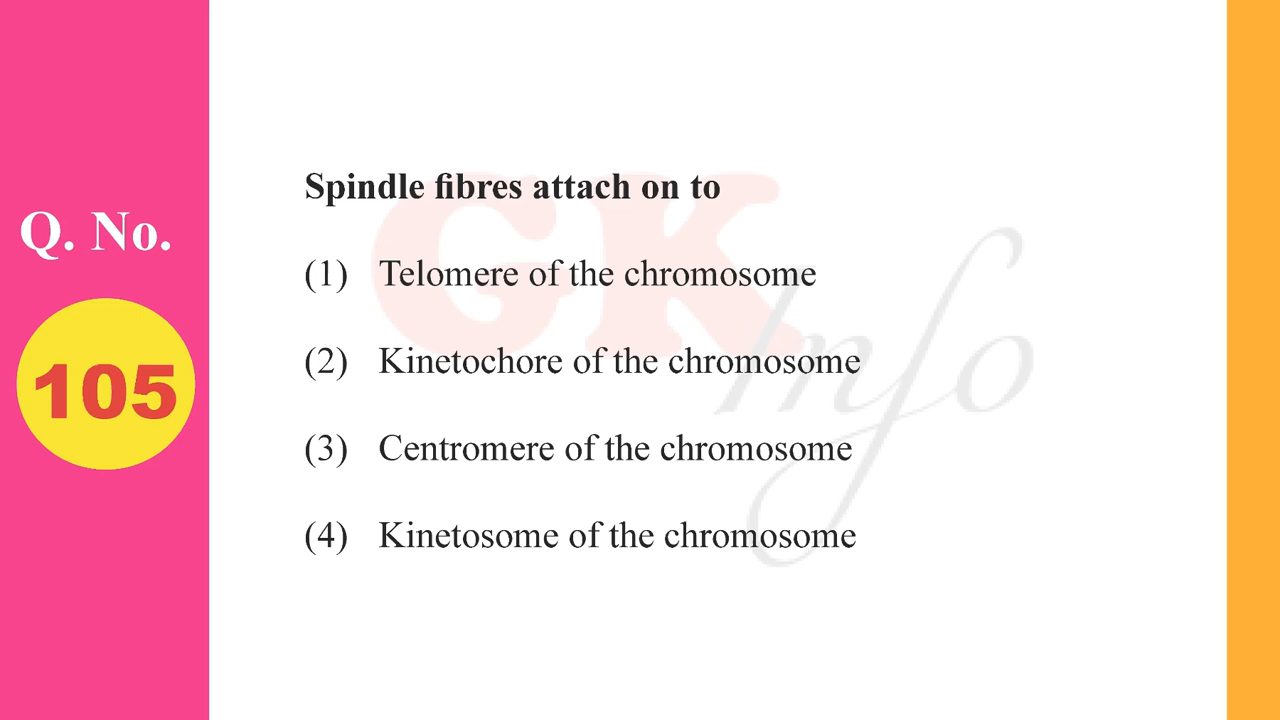 Q. No.
105
Spindle fibres attach on to
(1) Telomere of the chromosome
(2) Kinetochore of the chromosome
(3) Centromere of the chromosome
(4) Kinetosome of the chromosome
GK
Info